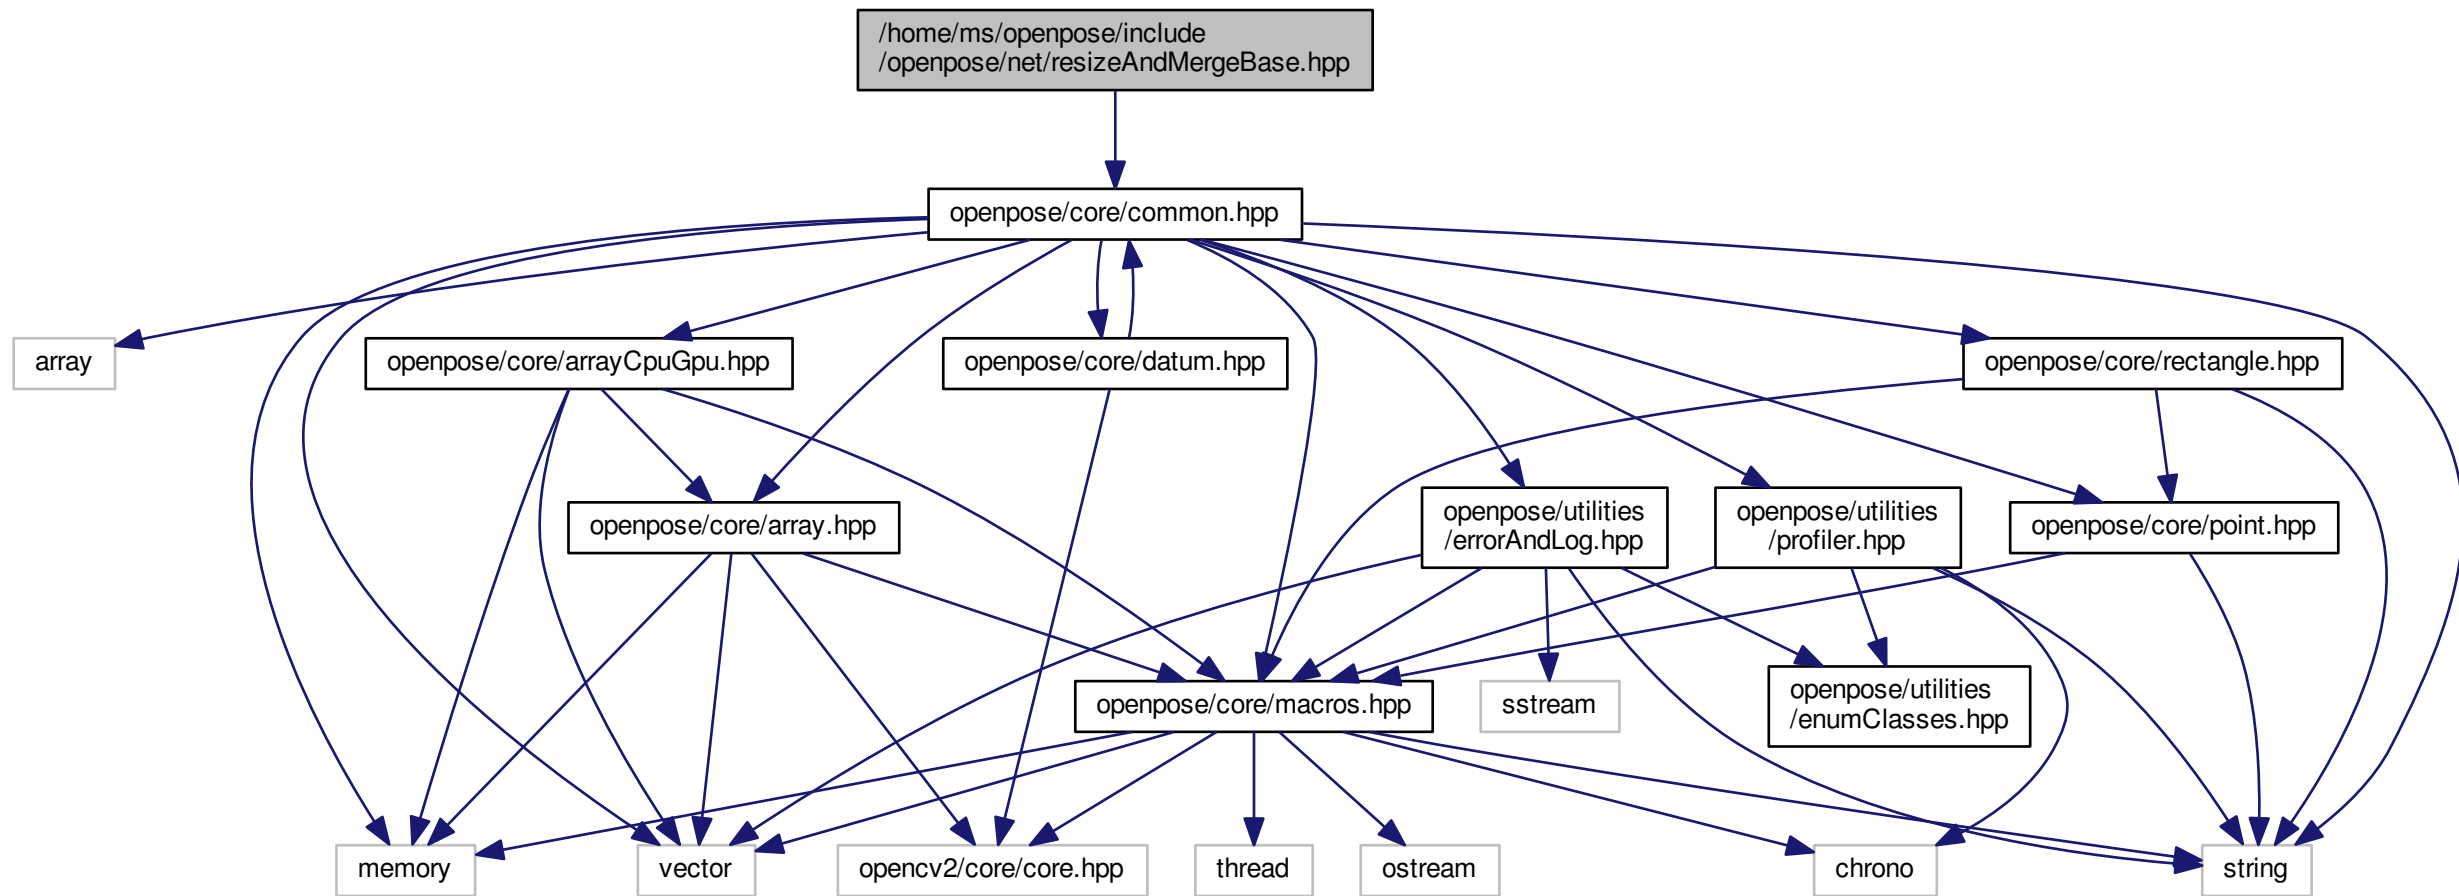 /home/ms/openpose/include
/openpose/net/resizeAndMergeBase.hpp
openpose/core/common.hpp
array
openpose/core/arrayCpuGpu.hpp
openpose/core/datum.hpp
openpose/core/rectangle.hpp
openpose/core/array.hpp
openpose/utilities
/errorAndLog.hpp
openpose/utilities
/profiler.hpp
openpose/core/point.hpp
openpose/core/macros.hpp
sstream
openpose/utilities
/enumClasses.hpp
memory
vector
opencv2/core/core.hpp
thread
ostream
chrono
string